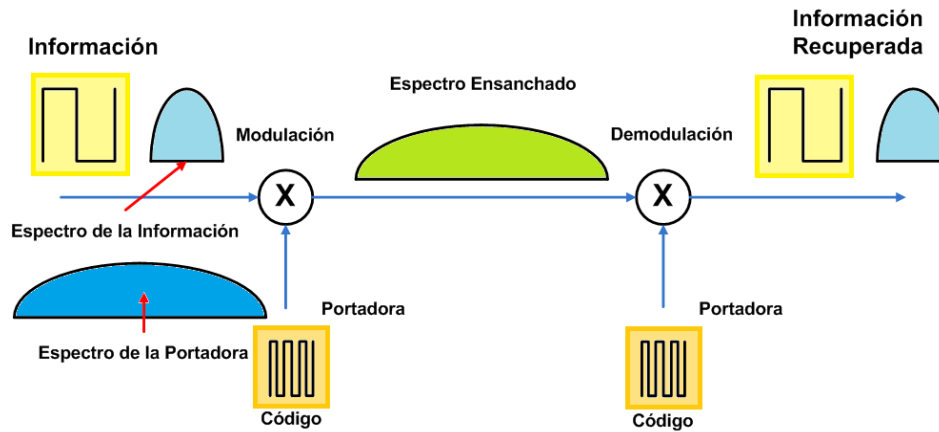 Información
Información
Recuperada
Espectro Ensanchado
Modulación
Demodulación
X
X
Espectro de la Información
Portadora
Portadora
Espectro de la Portadora
Código
Código